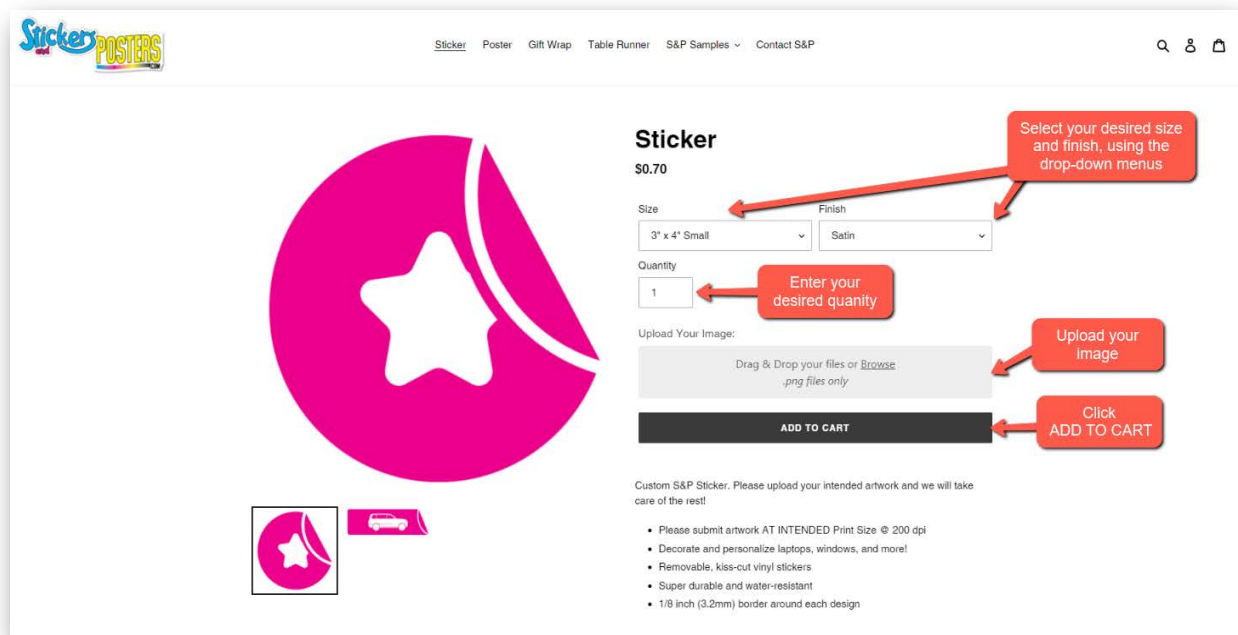 Stickers
and
POSTERS
Sticker Poster Gift Wrap Table Runner S&P Samples Contact S&P
Sticker
$0.70
Select your desired size
and finish, using the
drop-down menus
Size Finish
3" x 4" Small Satin
Quantity
1
Enter your
desired quanity
Upload Your Image:
Drag & Drop your files or Browse
.png files only
Upload your
image
ADD TO CART
Click
ADD TO CART
Custom S&P Sticker. Please upload your intended artwork and we will take
care of the rest!
• Please submit artwork AT INTENDED Print Size @ 200 dpi
• Decorate and personalize laptops, windows, and more!
• Removable, kiss-cut vinyl stickers
• Super durable and water-resistant
• 1/8 inch (3.2mm) border around each design